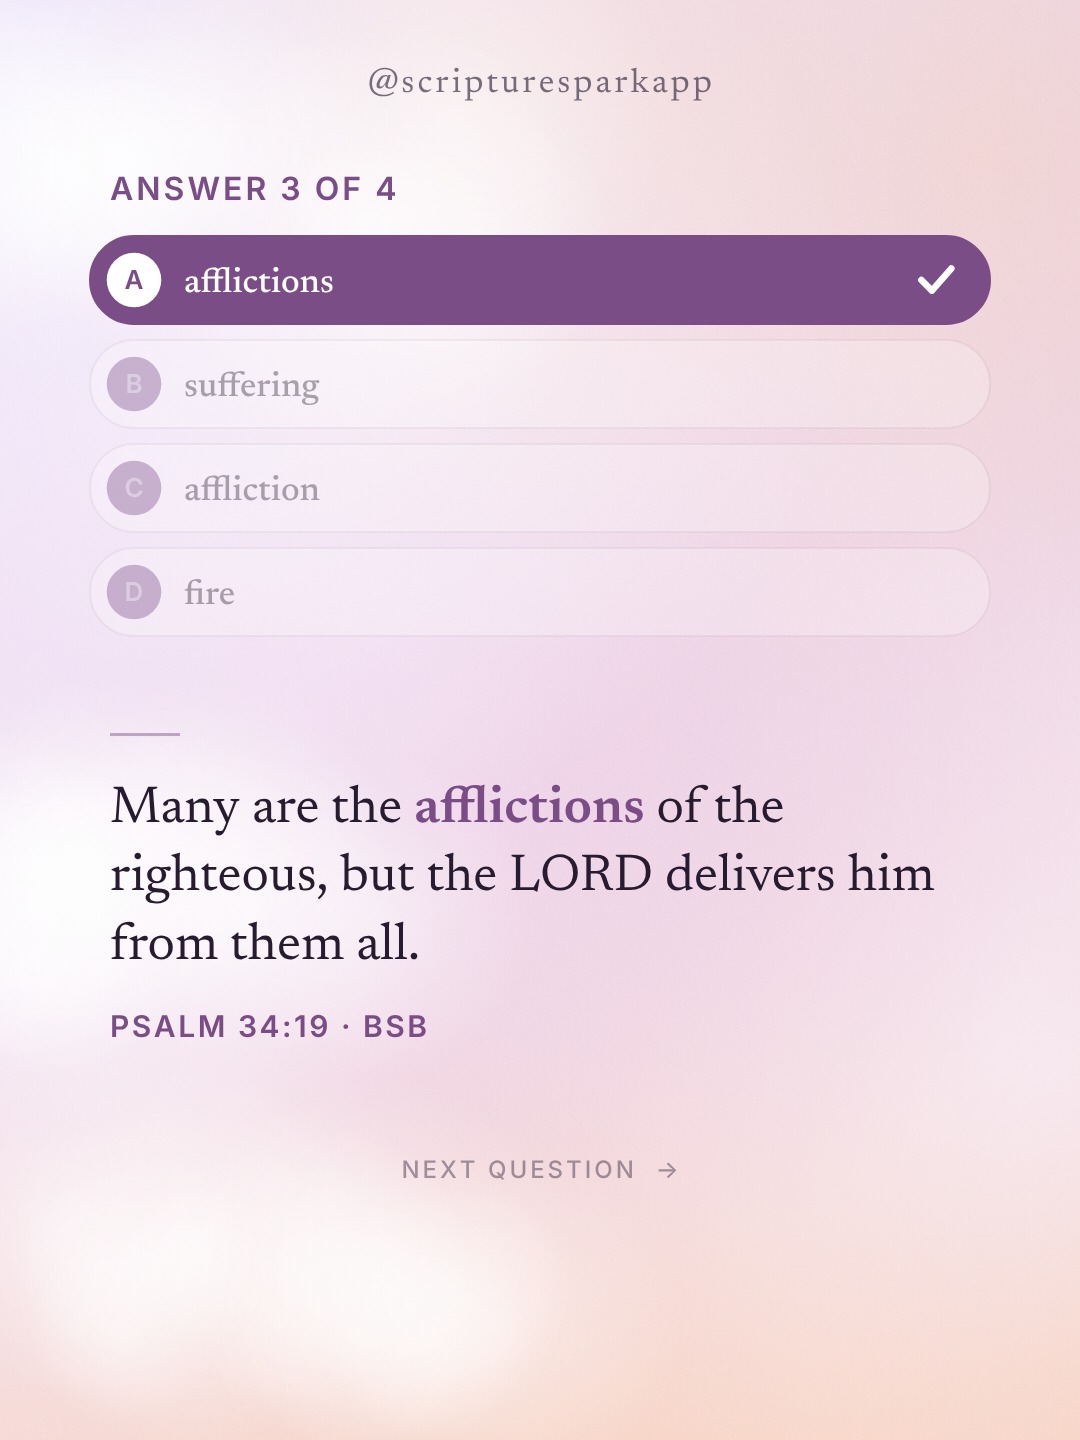 @scripturesparkapp
ANSWER 3 OF 4
A afflictions
B suffering
C affliction
D fire
Many are the afflictions of the
righteous, but the LORD delivers him
from them all.
PSALM 34:19 · BSB
NEXT QUESTION →